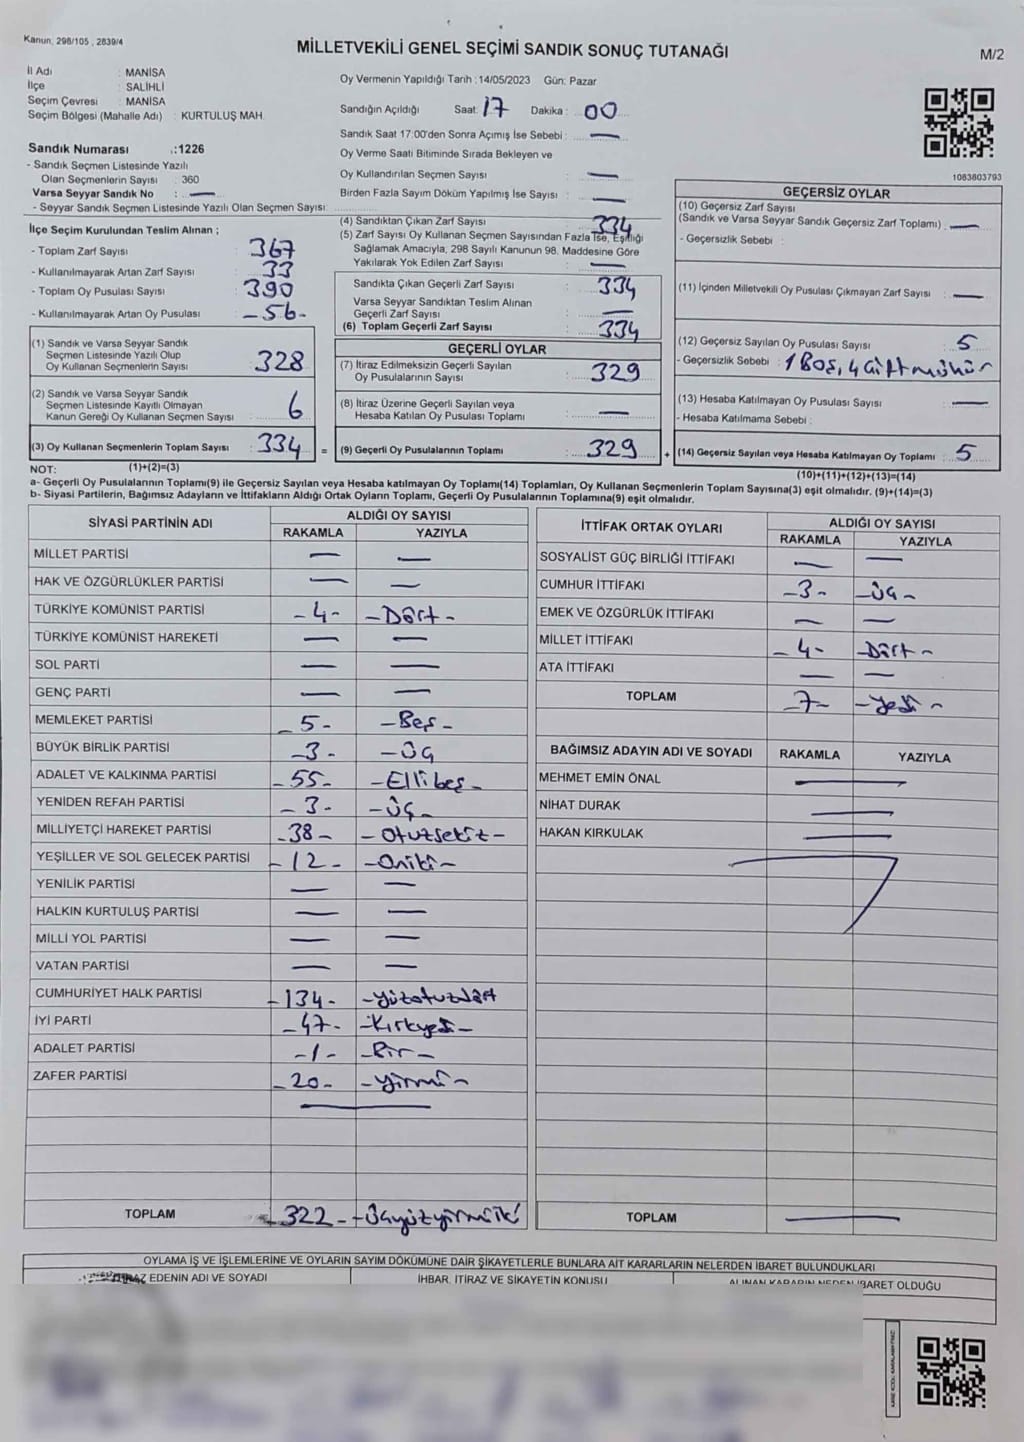 Kanun; 298/105 , 2839/4
MİLLETVEKİLİ GENEL SEÇİMİ SANDIK SONUÇ TUTANAĞI
M/2
İl Adı : MANİSA
İlçe : SALİHLİ
Seçim Çevresi : MANİSA
Seçim Bölgesi (Mahalle Adı) : KURTULUŞ MAH.
Sandık Numarası .:1226
- Sandık Seçmen Listesinde Yazılı
Olan Seçmenlerin Sayısı : 360
Varsa Seyyar Sandık No : —
- Seyyar Sandık Seçmen Listesinde Yazılı Olan Seçmen Sayısı:
Oy Vermenin Yapıldığı Tarih :14/05/2023 Gün: Pazar
Sandığın Açıldığı Saat: 17 Dakika : 00
Sandık Saat 17:00'den Sonra Açımış İse Sebebi : —
Oy Verme Saati Bitiminde Sırada Bekleyen ve
Oy Kullandırılan Seçmen Sayısı : —
Birden Fazla Sayım Döküm Yapılmış İse Sayısı : —
1083803793
İlçe Seçim Kurulundan Teslim Alınan ;
- Toplam Zarf Sayısı : 367
- Kullanılmayarak Artan Zarf Sayısı : 33
- Toplam Oy Pusulası Sayısı : 390
- Kullanılmayarak Artan Oy Pusulası : -56-
(1) Sandık ve Varsa Seyyar Sandık
Seçmen Listesinde Yazılı Olup
Oy Kullanan Seçmenlerin Sayısı : 328
(2) Sandık ve Varsa Seyyar Sandık
Seçmen Listesinde Kayıtlı Olmayan
Kanun Gereği Oy Kullanan Seçmen Sayısı : 6
(3) Oy Kullanan Seçmenlerin Toplam Sayısı : 334 =
(4) Sandıktan Çıkan Zarf Sayısı : 334
(5) Zarf Sayısı Oy Kullanan Seçmen Sayısından Fazla İse, Eşitliği
Sağlamak Amacıyla; 298 Sayılı Kanunun 98. Maddesine Göre
Yakılarak Yok Edilen Zarf Sayısı : —
Sandıkta Çıkan Geçerli Zarf Sayısı : 334
Varsa Seyyar Sandıktan Teslim Alınan
Geçerli Zarf Sayısı : —
(6) Toplam Geçerli Zarf Sayısı : 334
GEÇERLİ OYLAR
(7) İtiraz Edilmeksizin Geçerli Sayılan
Oy Pusulalarının Sayısı : 329
(8) İtiraz Üzerine Geçerli Sayılan veya
Hesaba Katılan Oy Pusulası Toplamı : —
(9) Geçerli Oy Pusulalarının Toplamı : 329 +
GEÇERSİZ OYLAR
(10) Geçersiz Zarf Sayısı
(Sandık ve Varsa Seyyar Sandık Geçersiz Zarf Toplamı) : —
- Geçersizlik Sebebi :
(11) İçinden Milletvekili Oy Pusulası Çıkmayan Zarf Sayısı : —
(12) Geçersiz Sayılan Oy Pusulası Sayısı : 5
- Geçersizlik Sebebi : 1 Boş, 4 Çift mühür
(13) Hesaba Katılmayan Oy Pusulası Sayısı : —
- Hesaba Katılmama Sebebi :
(14) Geçersiz Sayılan veya Hesaba Katılmayan Oy Toplamı : 5
NOT: (1)+(2)=(3) (10)+(11)+(12)+(13)=(14)
a- Geçerli Oy Pusulalarının Toplamı(9) ile Geçersiz Sayılan veya Hesaba katılmayan Oy Pusulası(14) Toplamları, Oy Kullanan Seçmenlerin Toplam Sayısına(3) eşit olmalıdır. (9)+(14)=(3)
b- Siyasi Partilerin, Bağımsız Adayların ve İttifakların Aldığı Ortak Oyların Toplamı, Geçerli Oy Pusulalarının Toplamına(9) eşit olmalıdır.
SİYASİ PARTİNİN ADI ALDIĞI OY SAYISI
RAKAMLA YAZIYLA
MİLLET PARTİSİ — —
HAK VE ÖZGÜRLÜKLER PARTİSİ — —
TÜRKİYE KOMÜNİST PARTİSİ -4- -Dört-
TÜRKİYE KOMÜNİST HAREKETİ — —
SOL PARTİ — —
GENÇ PARTİ — —
MEMLEKET PARTİSİ -5- -Beş-
BÜYÜK BİRLİK PARTİSİ -3- -Üç
ADALET VE KALKINMA PARTİSİ -55- -Ellibeş-
YENİDEN REFAH PARTİSİ -3- -Üç-
MİLLİYETÇİ HAREKET PARTİSİ -38- -Otuzsekiz-
YEŞİLLER VE SOL GELECEK PARTİSİ -12- -Oniki-
YENİLİK PARTİSİ — —
HALKIN KURTULUŞ PARTİSİ — —
MİLLİ YOL PARTİSİ — —
VATAN PARTİSİ — —
CUMHURİYET HALK PARTİSİ -134- -Yüzotuzdört
İYİ PARTİ -47- -Kırkyedi-
ADALET PARTİSİ -1- -Bir-
ZAFER PARTİSİ -20- -Yirmi-
TOPLAM -322- -Üçyüzyirmiiki
İTTİFAK ORTAK OYLARI ALDIĞI OY SAYISI
RAKAMLA YAZIYLA
SOSYALİST GÜÇ BİRLİĞİ İTTİFAKI — —
CUMHUR İTTİFAKI -3- -Üç-
EMEK VE ÖZGÜRLÜK İTTİFAKI — —
MİLLET İTTİFAKI -4- -Dört-
ATA İTTİFAKI — —
TOPLAM -7- -Yedi-
BAĞIMSIZ ADAYIN ADI VE SOYADI RAKAMLA YAZIYLA
MEHMET EMİN ÖNAL —
NİHAT DURAK —
HAKAN KIRKULAK —
TOPLAM —
OYLAMA İŞ VE İŞLEMLERİNE VE OYLARIN SAYIM DÖKÜMÜNE DAİR ŞİKAYETLERLE BUNLARA AİT KARARLARIN NELERDEN İBARET BULUNDUKLARI
EDENİN ADI VE SOYADI İHBAR, İTİRAZ VE ŞİKAYETİN KONUSU ALINAN KARARIN NEDEN İBARET OLDUĞU